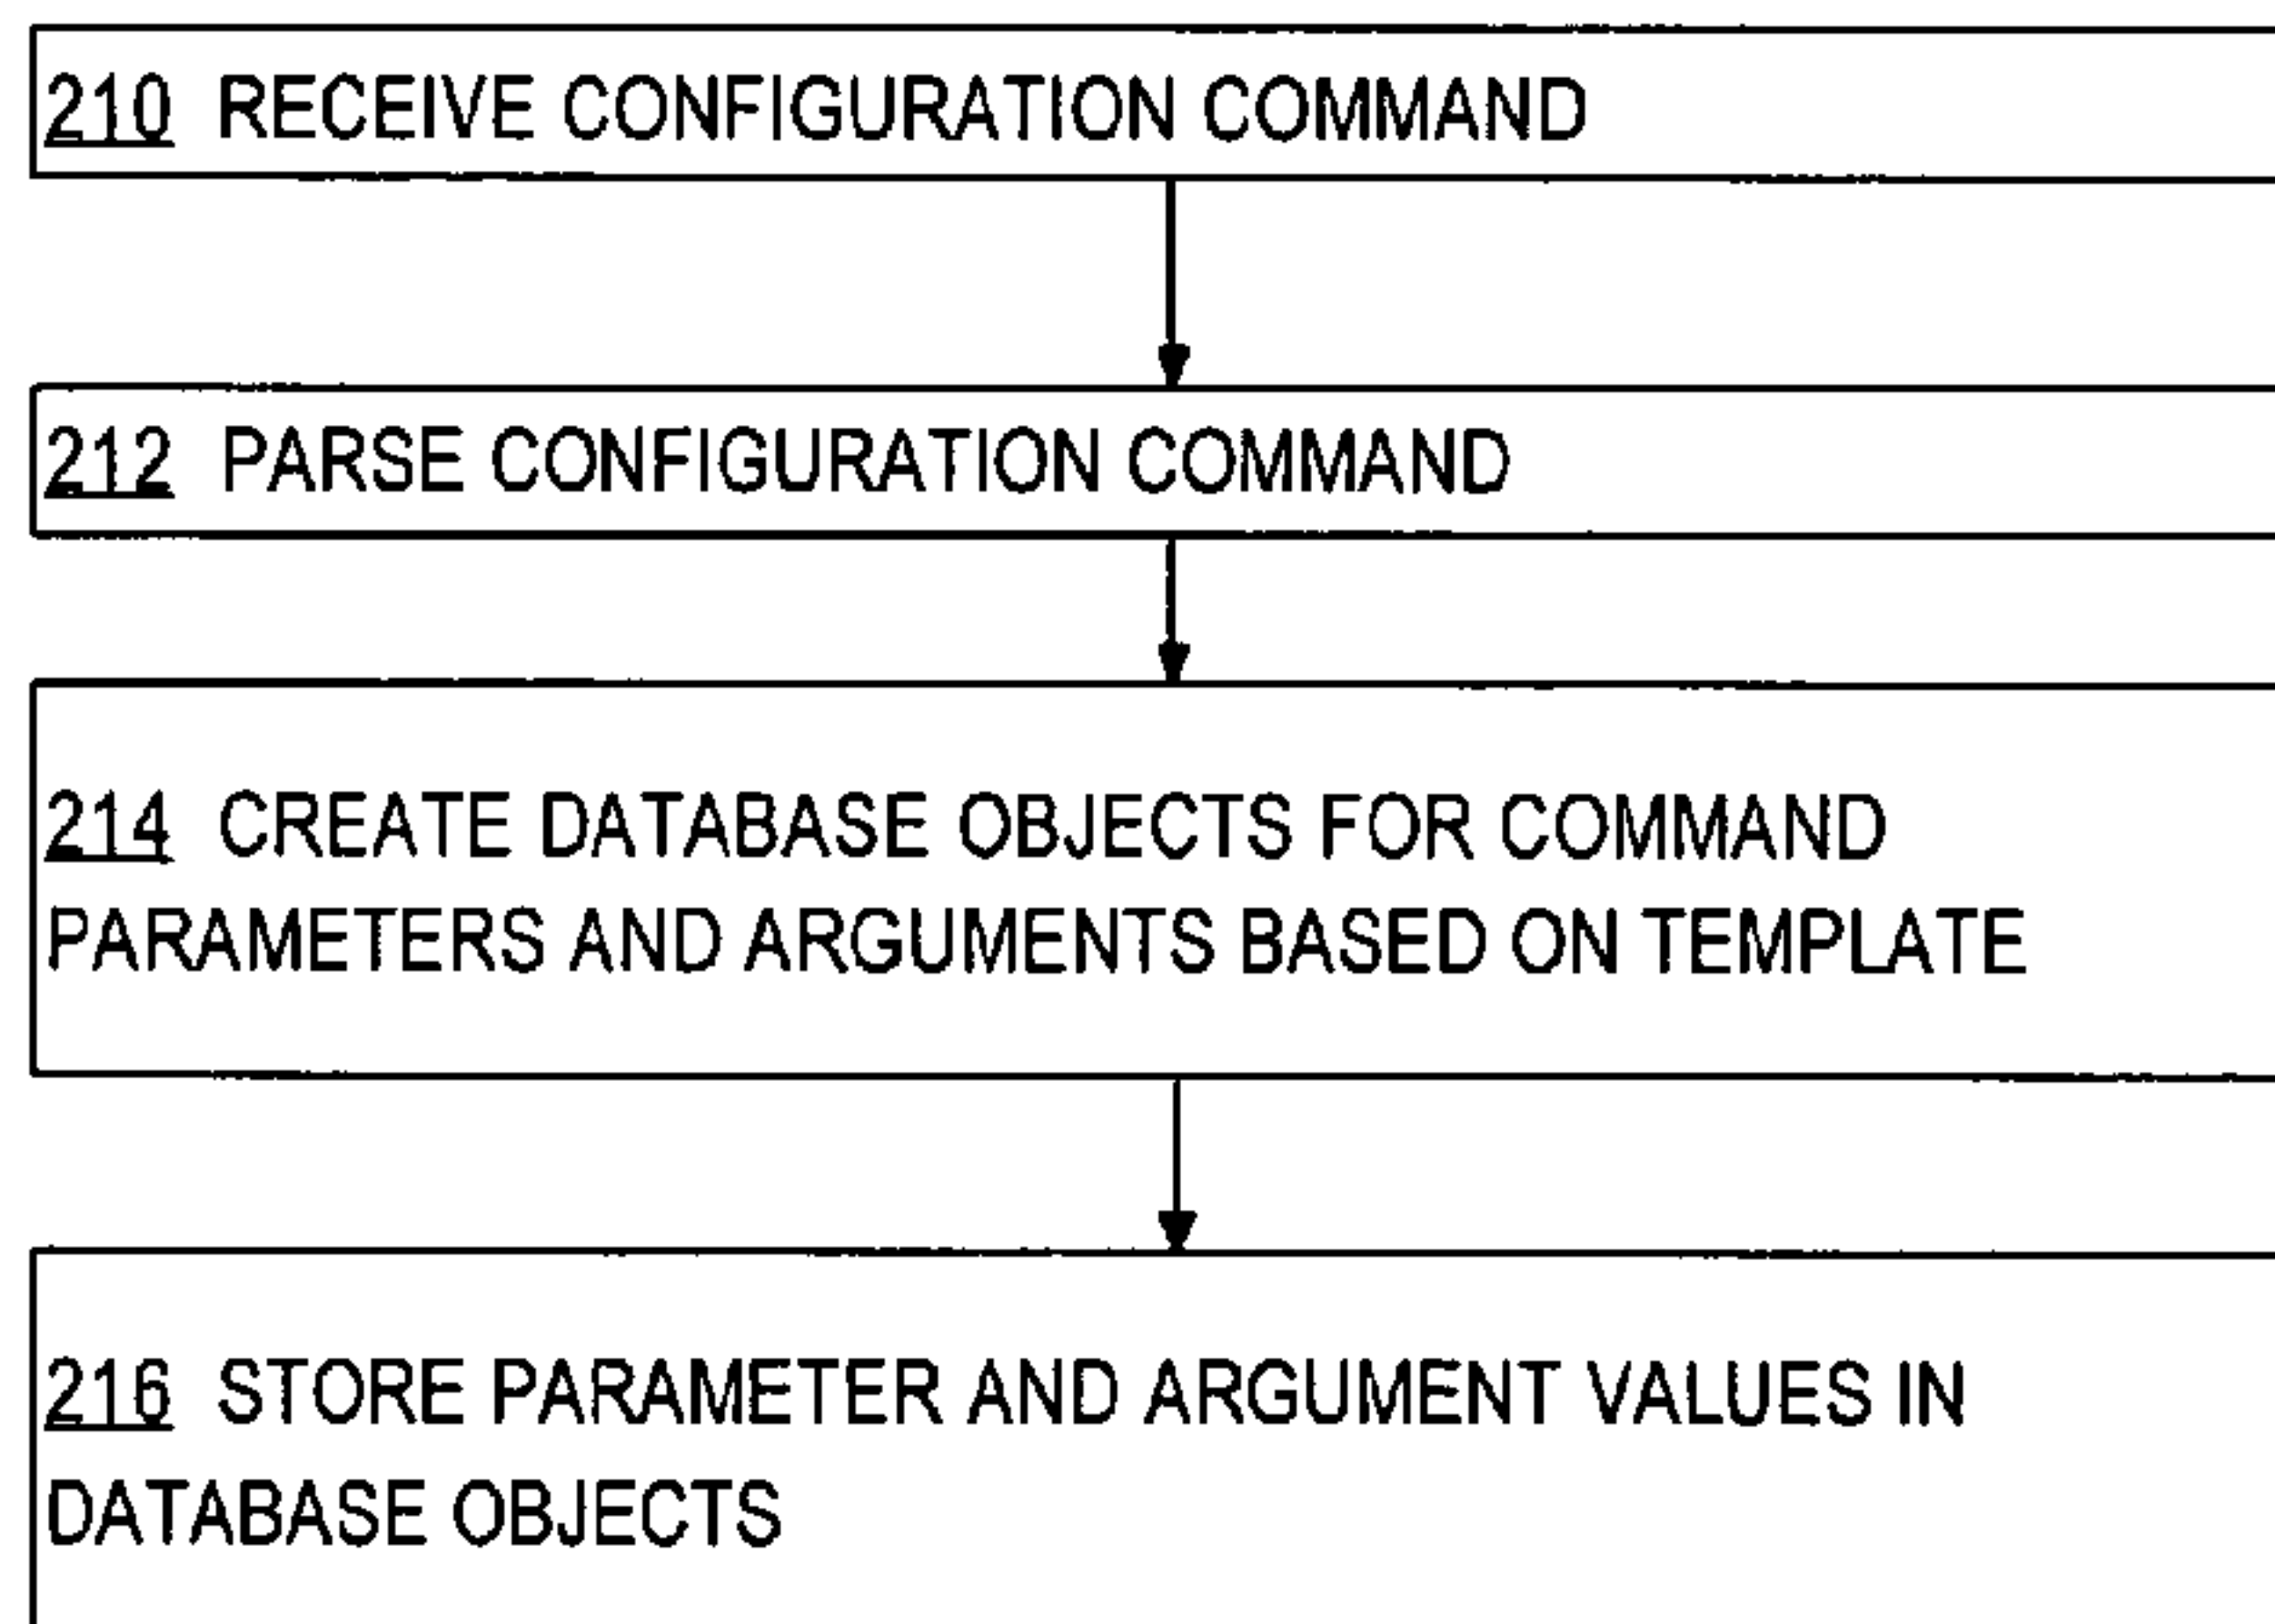 210 RECEIVE CONFIGURATION COMMAND
212 PARSE CONFIGURATION COMMAND
214 CREATE DATABASE OBJECTS FOR COMMAND
PARAMETERS AND ARGUMENTS BASED ON TEMPLATE
216 STORE PARAMETER AND ARGUMENT VALUES IN
DATABASE OBJECTS